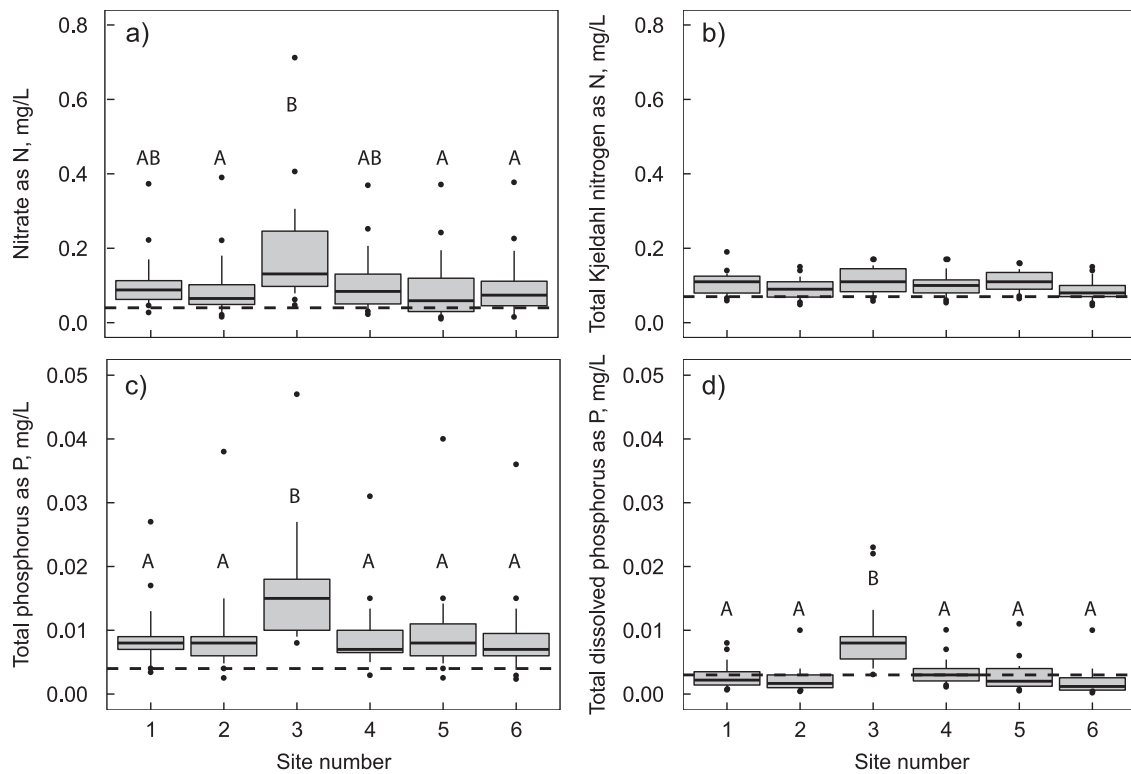 a)
Nitrate as N, mg/L
0.8
0.6
0.4
0.2
0.0
AB
A
B
AB
A
A
b)
Total Kjeldahl nitrogen as N, mg/L
0.8
0.6
0.4
0.2
0.0
c)
Total phosphorus as P, mg/L
0.05
0.04
0.03
0.02
0.01
0.00
A
A
B
A
A
A
1 2 3 4 5 6
Site number
d)
Total dissolved phosphorus as P, mg/L
0.05
0.04
0.03
0.02
0.01
0.00
A
A
B
A
A
A
1 2 3 4 5 6
Site number